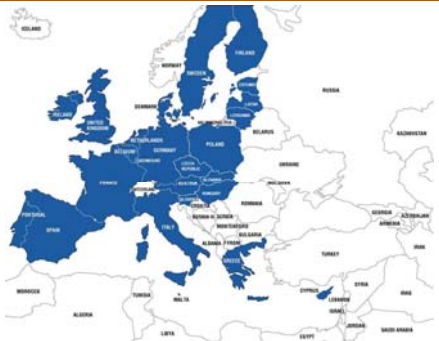 ICELAND
FINLAND
NORWAY
SWEDEN
ESTONIA
RUSSIA
LATVIA
DENMARK
LITHUANIA
IRELAND
UNITED
KINGDOM
NETHERLANDS
BELARUS
POLAND
BELGIUM
GERMANY
KAZAKHSTAN
LUXEMBOURG
CZECH
REPUBLIC
UKRAINE
SLOVAKIA
FRANCE
SWITZERLAND
AUSTRIA
HUNGARY
SLOVENIA
ROMANIA
CROATIA
BOSNIA-H.
SERBIA
PORTUGAL
SPAIN
ITALY
MONTENEGRO
BULGARIA
GEORGIA
AZERBAIJAN
ARMENIA
ALBANIA
FYROM
GREECE
TURKEY
IRAN
MOROCCO
ALGERIA
TUNISIA
MALTA
CYPRUS
SYRIA
LEBANON
IRAQ
ISRAEL
JORDAN
LIBYA
EGYPT
SAUDI ARABIA